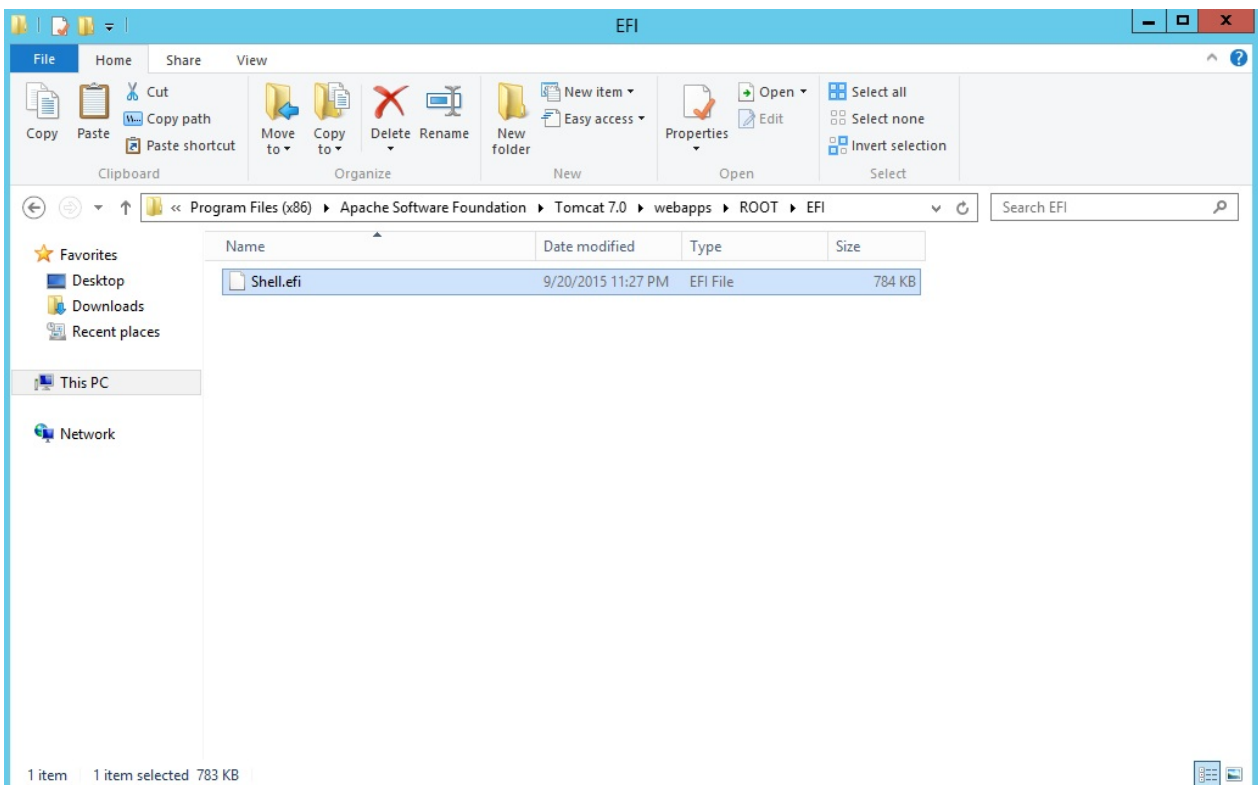 EFI
File Home Share View
Copy
Paste
Cut
Copy path
Paste shortcut
Clipboard
Move to
Copy to
Delete
Rename
Organize
New folder
New item
Easy access
New
Properties
Open
Edit
Open
Select all
Select none
Invert selection
Select
« Program Files (x86) Apache Software Foundation Tomcat 7.0 webapps ROOT EFI
Search EFI
Favorites
Desktop
Downloads
Recent places
This PC
Network
Name Date modified Type Size
Shell.efi 9/20/2015 11:27 PM EFI File 784 KB
1 item 1 item selected 783 KB